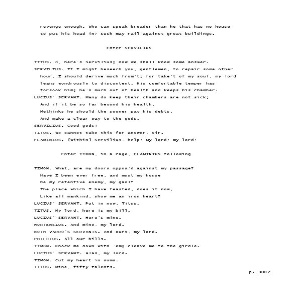 revenge enough. Who can speak broader than he that has no house
to put his head in? Such may rail against great buildings.
Enter SERVILIUS
TITUS. O, here's Servilius; now we shall know some answer.
SERVILIUS. If I might beseech you, gentlemen, to repair some other
hour, I should derive much from't; for take't of my soul, my lord
leans wondrously to discontent. His comfortable temper has
forsook him; he's much out of health and keeps his chamber.
LUCIUS' SERVANT. Many do keep their chambers are not sick;
And if it be so far beyond his health,
Methinks he should the sooner pay his debts,
And make a clear way to the gods.
SERVILIUS. Good gods!
TITUS. We cannot take this for answer, sir.
FLAMINIUS. [Within] Servilius, help! My lord! my lord!
Enter TIMON, in a rage, FLAMINIUS following
TIMON. What, are my doors oppos'd against my passage?
Have I been ever free, and must my house
Be my retentive enemy, my gaol?
The place which I have feasted, does it now,
Like all mankind, show me an iron heart?
LUCIUS' SERVANT. Put in now, Titus.
TITUS. My lord, here is my bill.
LUCIUS' SERVANT. Here's mine.
HORTENSIUS. And mine, my lord.
BOTH VARRO'S SERVANTS. And ours, my lord.
PHILOTUS. All our bills.
TIMON. Knock me down with 'em; cleave me to the girdle.
LUCIUS' SERVANT. Alas, my lord-
TIMON. Cut my heart in sums.
TITUS. Mine, fifty talents.